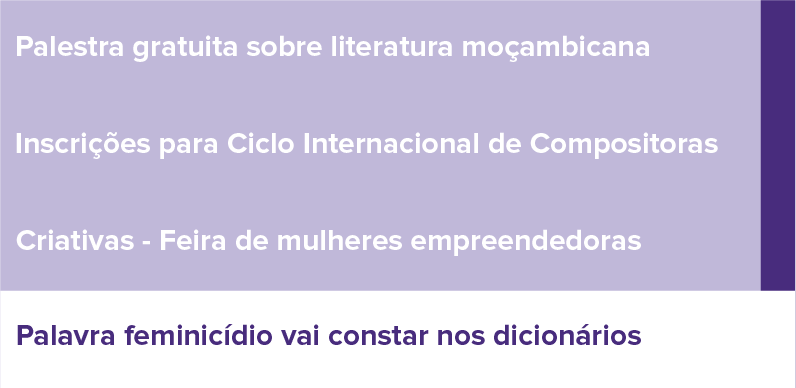 Palestra gratuita sobre literatura moçambicana
Inscrições para Ciclo Internacional de Compositoras
Criativas - Feira de mulheres empreendedoras
Palavra feminicídio vai constar nos dicionários